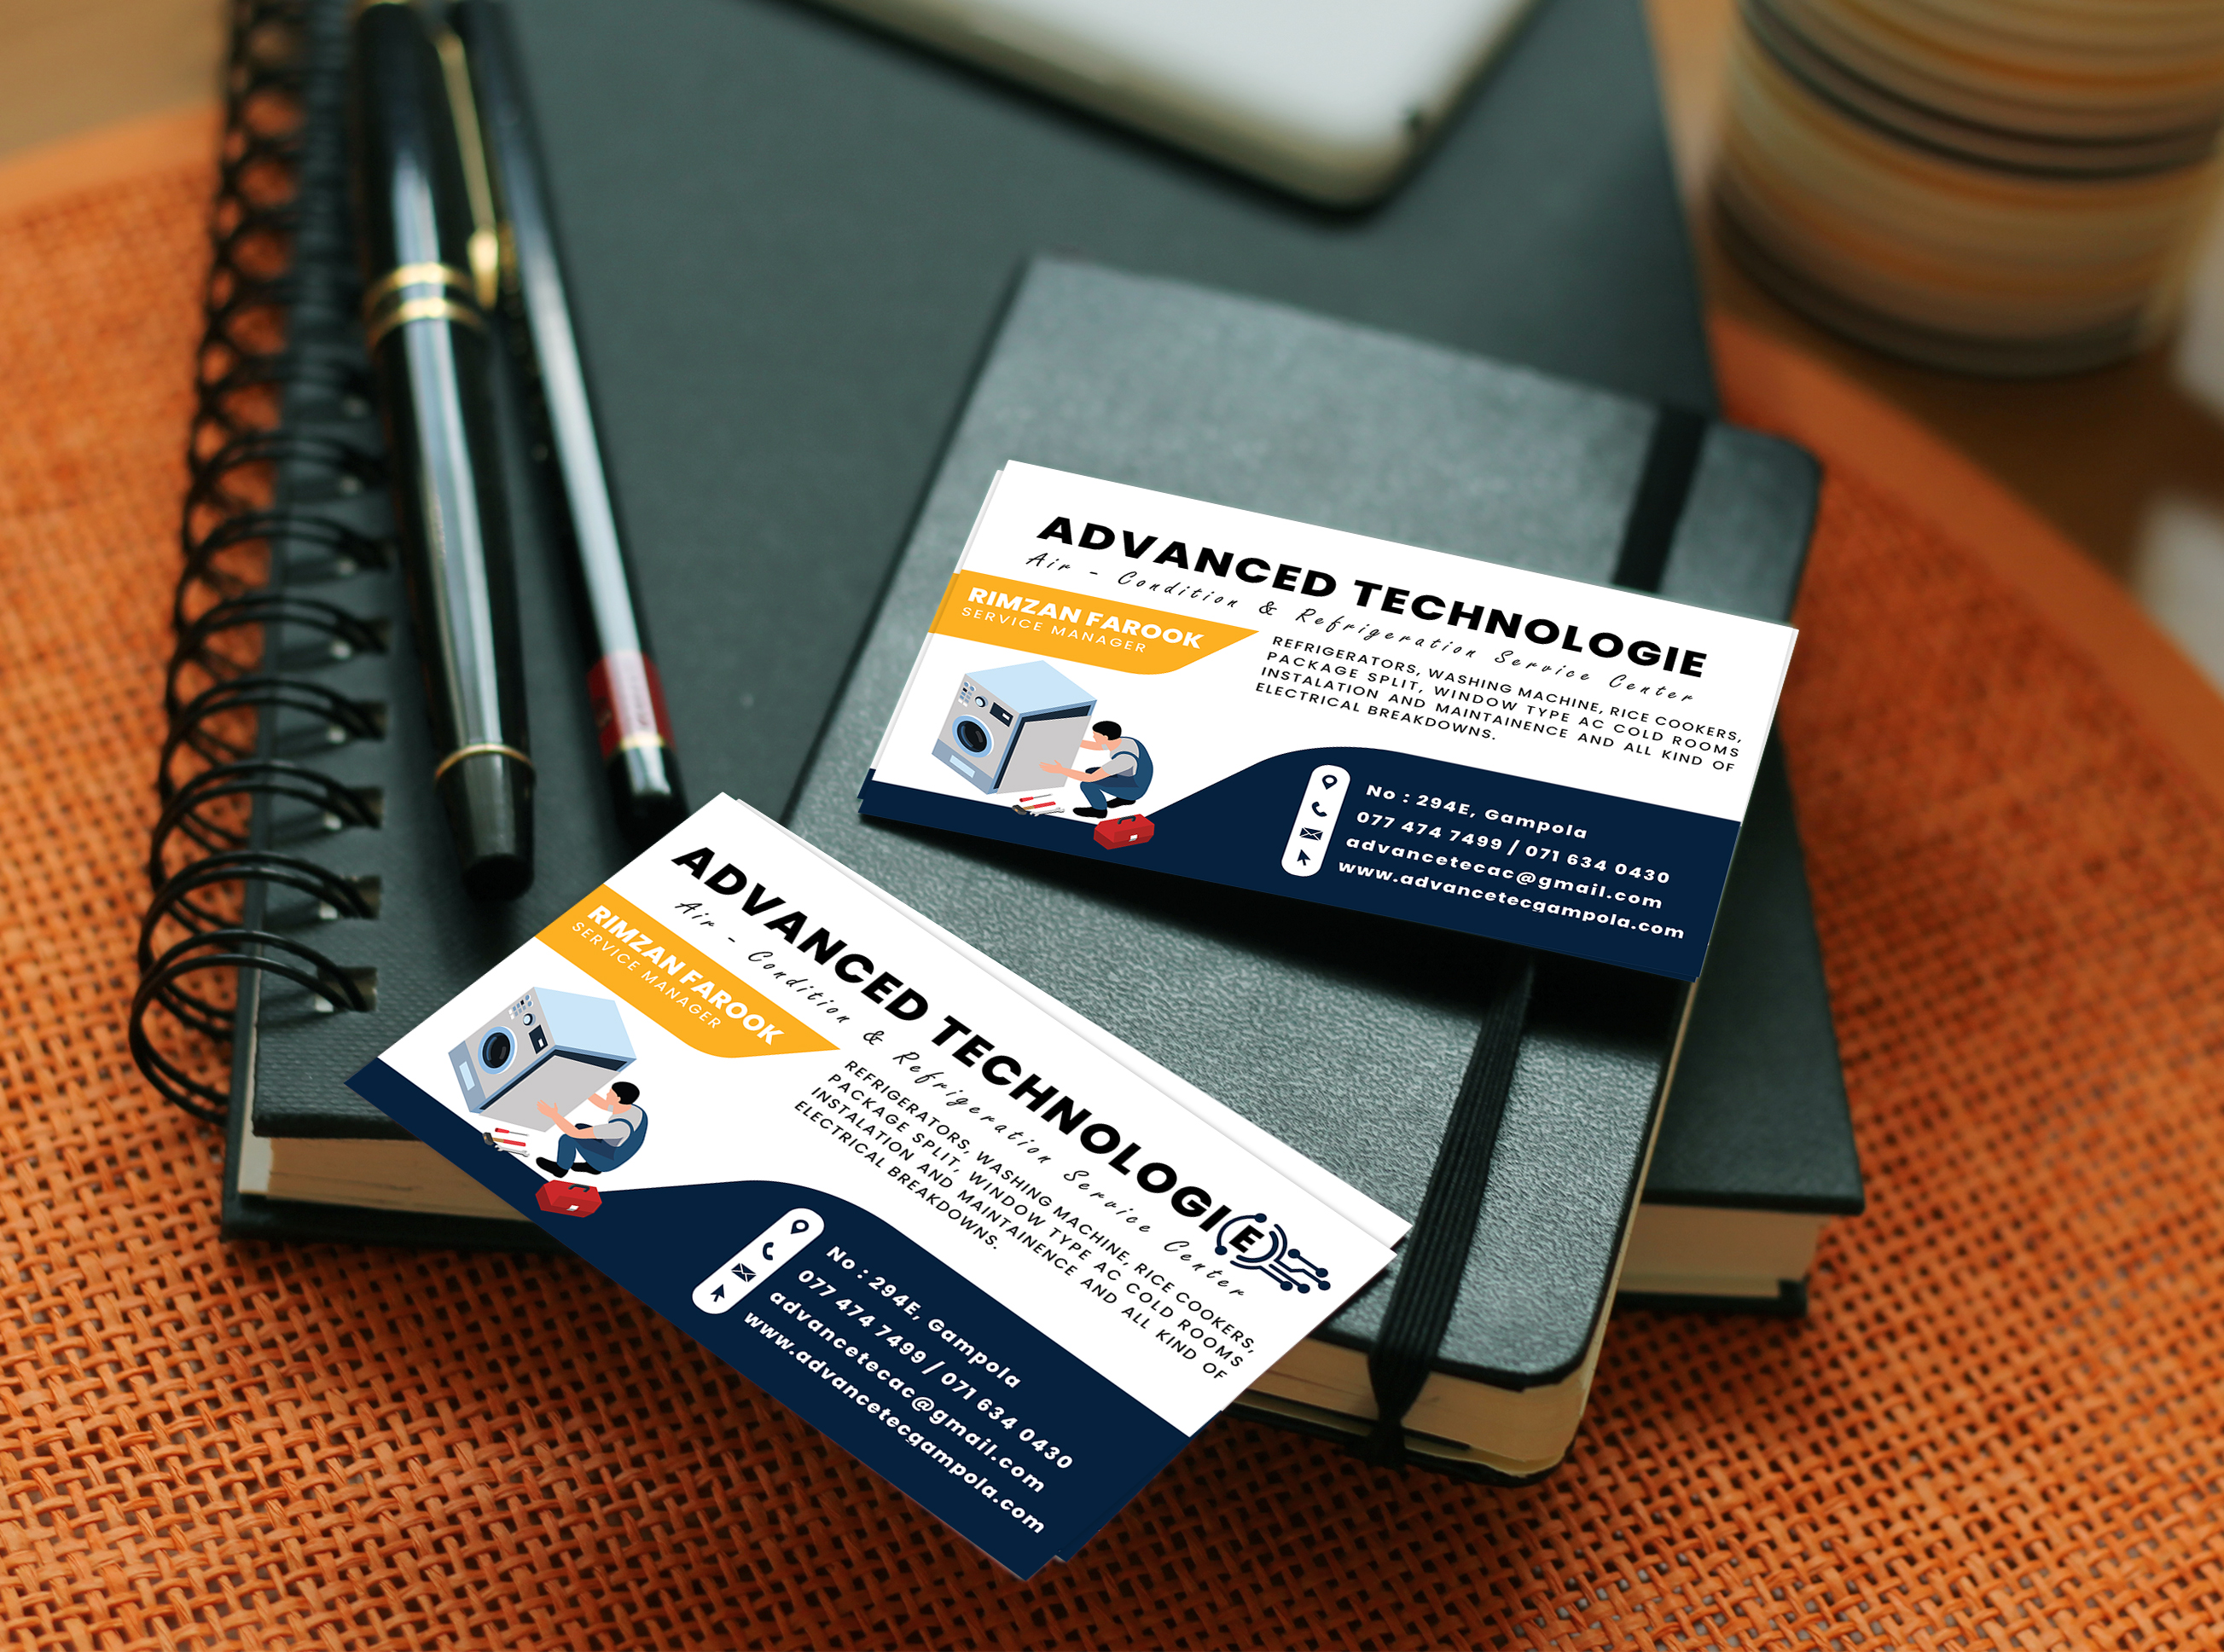 ADVANCED TECHNOLOGIE
Air - Condition & Refrigeration Service Center
RIMZAN FAROOK
SERVICE MANAGER
REFRIGERATORS, WASHING MACHINE, RICE COOKERS,
PACKAGE SPLIT, WINDOW TYPE AC COLD ROOMS
INSTALATION AND MAINTAINENCE AND ALL KIND OF
ELECTRICAL BREAKDOWNS.
No : 294E, Gampola
077 474 7499 / 071 634 0430
advancetecac@gmail.com
www.advancetecgampola.com
ADVANCED TECHNOLOGIE
Air - Condition & Refrigeration Service Center
RIMZAN FAROOK
SERVICE MANAGER
REFRIGERATORS, WASHING MACHINE, RICE COOKERS,
PACKAGE SPLIT, WINDOW TYPE AC COLD ROOMS
INSTALATION AND MAINTAINENCE AND ALL KIND OF
ELECTRICAL BREAKDOWNS.
No : 294E, Gampola
077 474 7499 / 071 634 0430
advancetecac@gmail.com
www.advancetecgampola.com